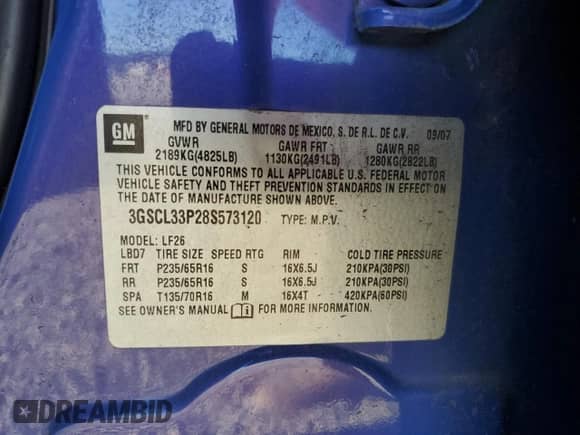 GM
MFD BY GENERAL MOTORS DE MEXICO, S. DE R.L. DE C.V. 09/07
GVWR GAWR FRT GAWR RR
2189KG(4825LB) 1130KG(2491LB) 1280KG(2822LB)
THIS VEHICLE CONFORMS TO ALL APPLICABLE U.S. FEDERAL MOTOR
VEHICLE SAFETY AND THEFT PREVENTION STANDARDS IN EFFECT ON
THE DATE OF MANUFACTURE SHOWN ABOVE.
3GSCL33P28S573120 TYPE: M.P.V.
MODEL: LF26
LBD7 TIRE SIZE SPEED RTG RIM COLD TIRE PRESSURE
FRT P235/65R16 S 16X6.5J 210KPA(30PSI)
RR P235/65R16 S 16X6.5J 210KPA(30PSI)
SPA T135/70R16 M 16X4T 420KPA(60PSI)
SEE OWNER'S MANUAL FOR MORE INFORMATION.
DREAMBID